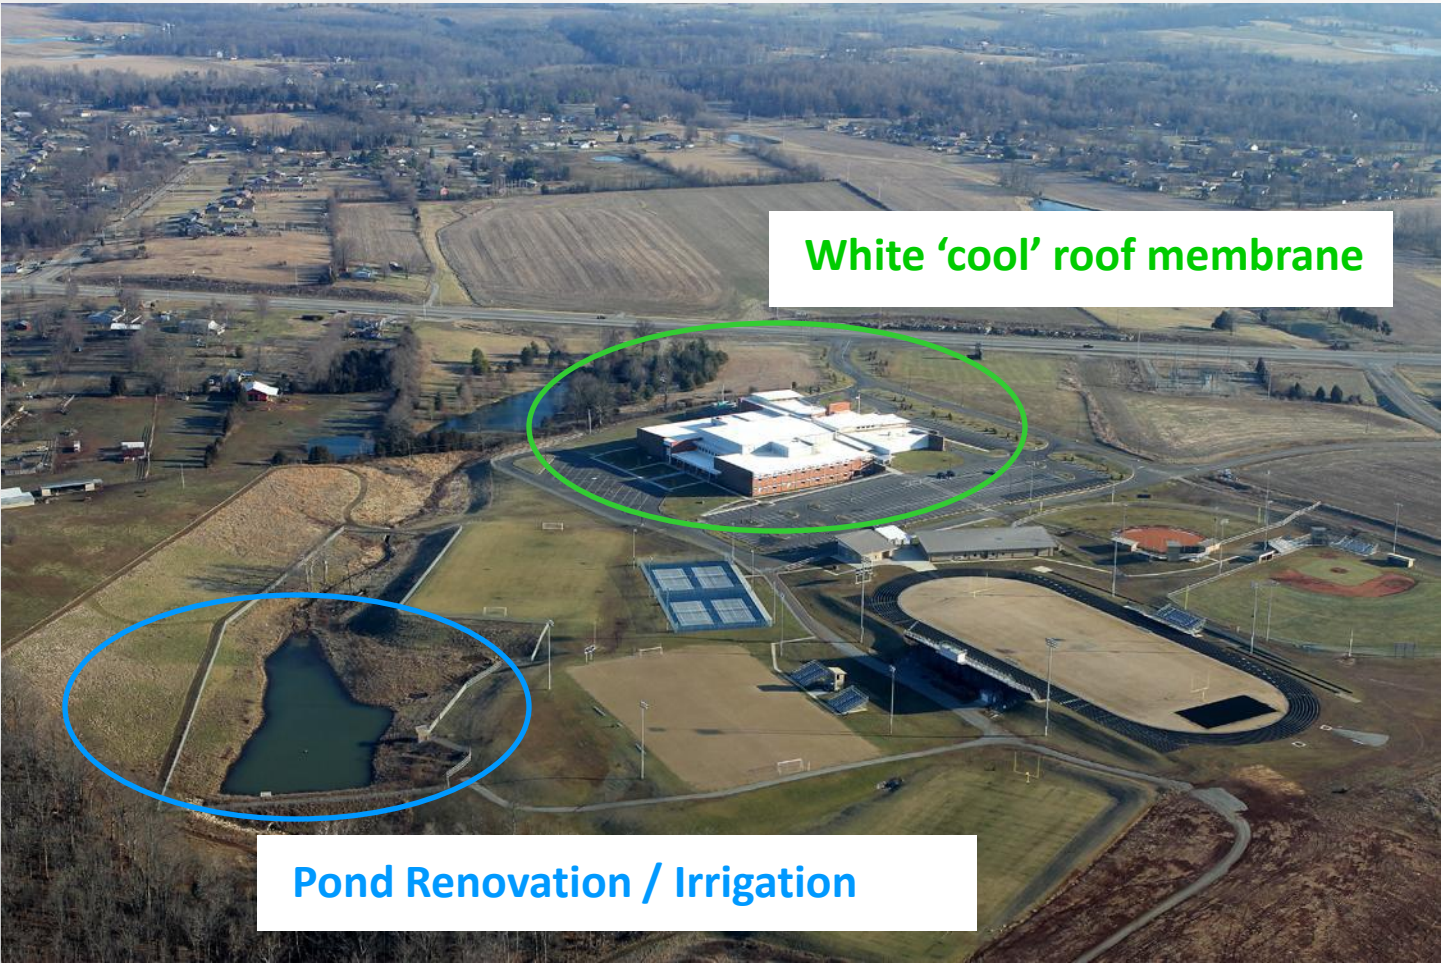 White ‘cool’ roof membrane
Pond Renovation / Irrigation